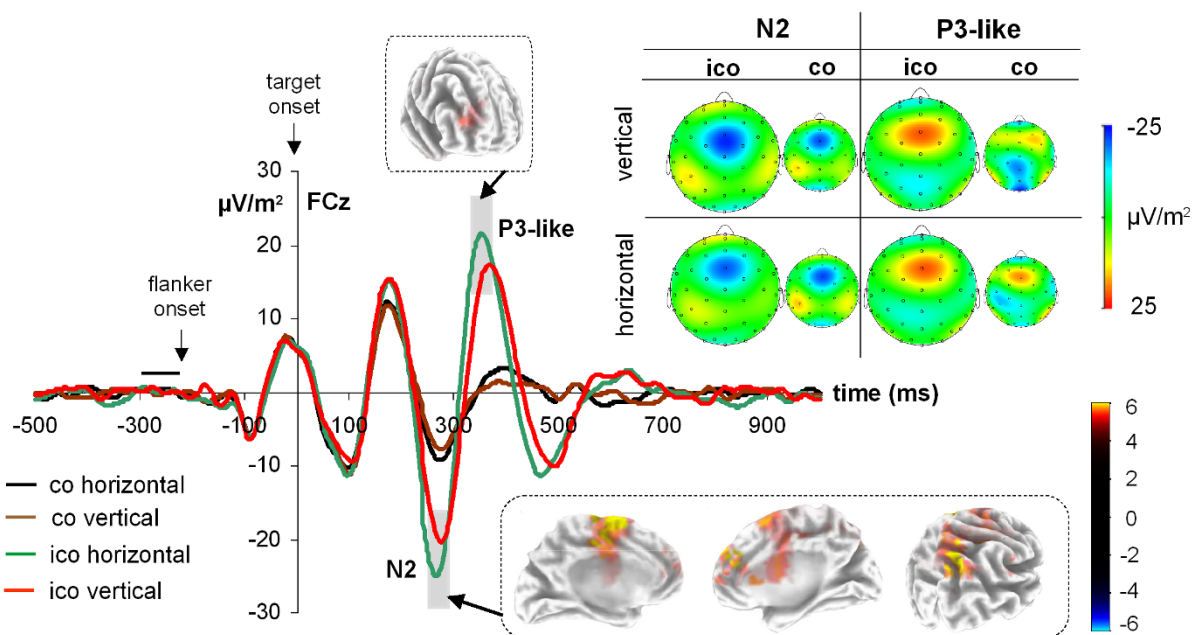 N2 P3-like
ico co ico co
vertical
horizontal
-25
µV/m²
25
target
onset
flanker
onset
30
µV/m² FCz
20
10
-10
-20
-30
P3-like
N2
time (ms)
-500 -300 -100 100 300 500 700 900
co horizontal
co vertical
ico horizontal
ico vertical
6
4
2
0
-2
-4
-6